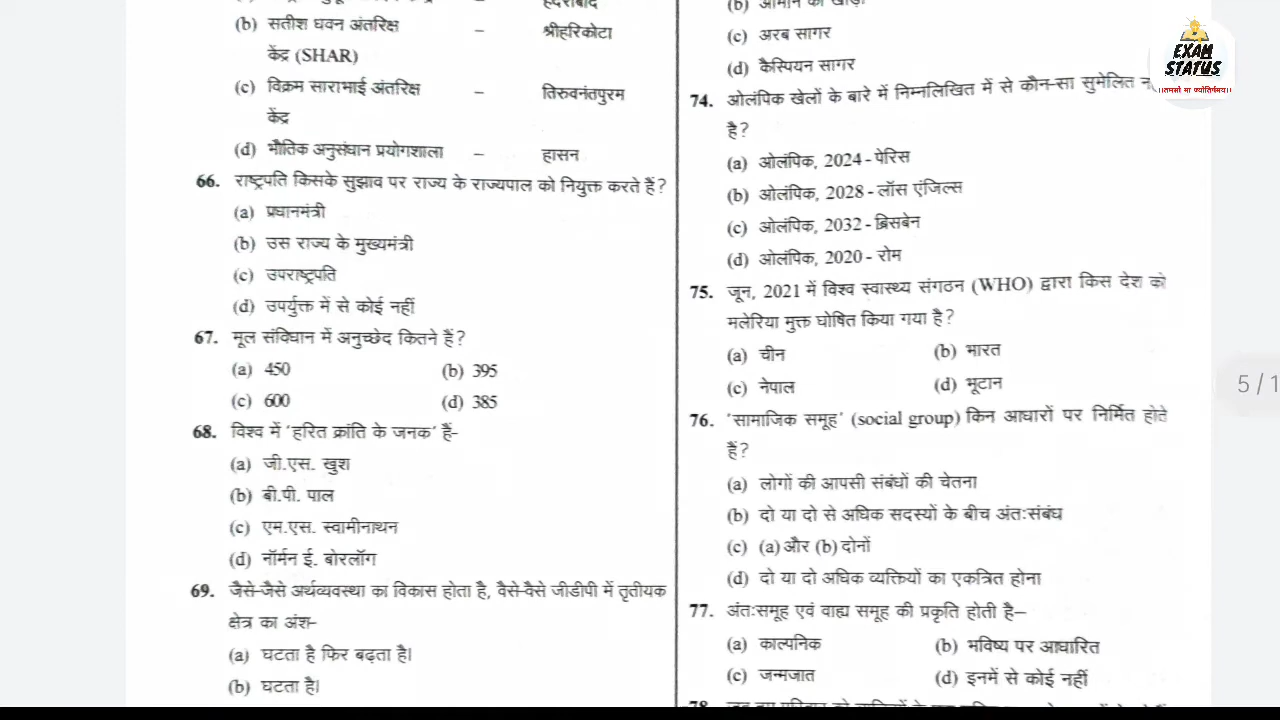 हैदराबाद
(b) सतीश धवन अंतरिक्ष – श्रीहरिकोटा
केंद्र (SHAR)
(c) विक्रम साराभाई अंतरिक्ष – तिरुवनंतपुरम
केंद्र
(d) भौतिक अनुसंधान प्रयोगशाला – हासन
66. राष्ट्रपति किसके सुझाव पर राज्य के राज्यपाल को नियुक्त करते हैं?
(a) प्रधानमंत्री
(b) उस राज्य के मुख्यमंत्री
(c) उपराष्ट्रपति
(d) उपर्युक्त में से कोई नहीं
67. मूल संविधान में अनुच्छेद कितने हैं?
(a) 450 (b) 395
(c) 600 (d) 385
68. विश्व में 'हरित क्रांति के जनक' हैं-
(a) जी.एस. खुश
(b) बी.पी. पाल
(c) एम.एस. स्वामीनाथन
(d) नॉर्मन ई. बोरलॉग
69. जैसे-जैसे अर्थव्यवस्था का विकास होता है, वैसे-वैसे जीडीपी में तृतीयक
क्षेत्र का अंश-
(a) घटता है फिर बढ़ता है।
(b) घटता है।
(b) ओमान की खाड़ी
(c) अरब सागर
(d) कैस्पियन सागर
74. ओलंपिक खेलों के बारे में निम्नलिखित में से कौन-सा सुमेलित
है?
(a) ओलंपिक, 2024 - पेरिस
(b) ओलंपिक, 2028 - लॉस एंजिल्स
(c) ओलंपिक, 2032 - ब्रिसबेन
(d) ओलंपिक, 2020 - रोम
75. जून, 2021 में विश्व स्वास्थ्य संगठन (WHO) द्वारा किस देश को
मलेरिया मुक्त घोषित किया गया है?
(a) चीन (b) भारत
(c) नेपाल (d) भूटान
76. 'सामाजिक समूह' (social group) किन आधारों पर निर्मित होते
हैं?
(a) लोगों की आपसी संबंधों की चेतना
(b) दो या दो से अधिक सदस्यों के बीच अंतःसंबंध
(c) (a) और (b) दोनों
(d) दो या दो अधिक व्यक्तियों का एकत्रित होना
77. अंतःसमूह एवं वाह्य समूह की प्रकृति होती है–
(a) काल्पनिक (b) भविष्य पर आधारित
(c) जन्मजात (d) इनमें से कोई नहीं
78.
EXAM
STATUS
।।तमसो मा ज्योतिर्गमय।।
5 / 1